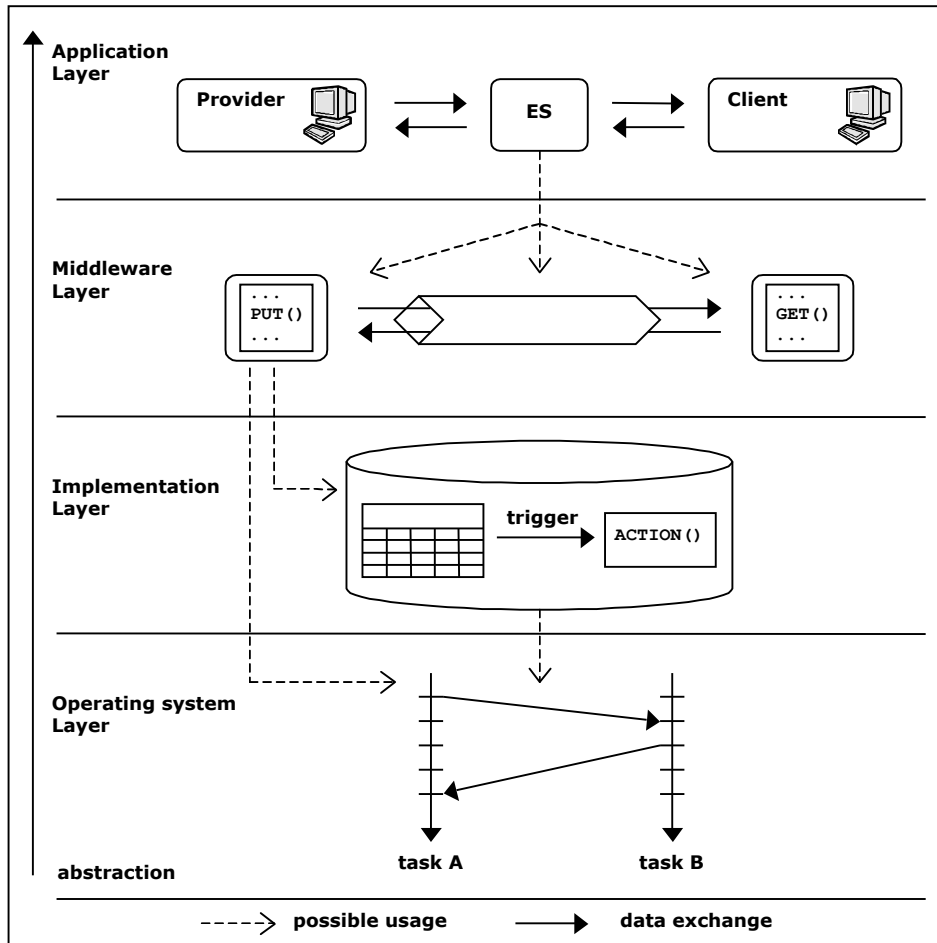 Application
Layer
Provider
ES
Client
Middleware
Layer
...
PUT()
...
...
GET()
...
Implementation
Layer
trigger
ACTION()
Operating system
Layer
task A
task B
abstraction
possible usage
data exchange